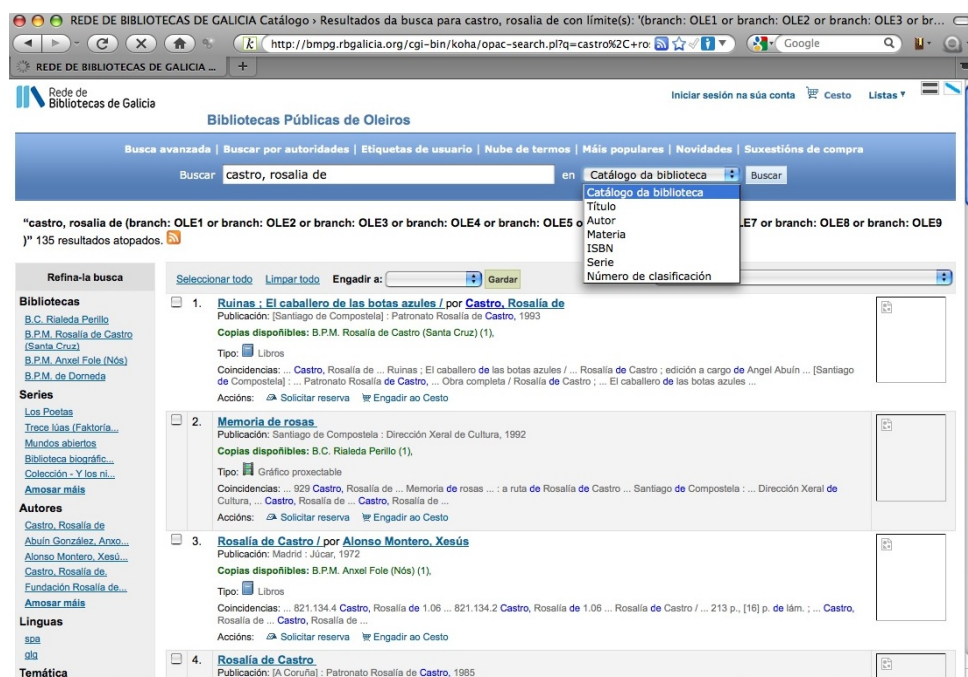 REDE DE BIBLIOTECAS DE GALICIA Catálogo › Resultados da busca para castro, rosalia de con límite(s): '(branch: OLE1 or branch: OLE2 or branch: OLE3 or br...
http://bmpg.rbgalicia.org/cgi-bin/koha/opac-search.pl?q=castro%2C+ro
Google
REDE DE BIBLIOTECAS DE GALICIA ...
Rede de
Bibliotecas de Galicia
Iniciar sesión na súa conta Cesto Listas
Bibliotecas Públicas de Oleiros
Busca avanzada | Buscar por autoridades | Etiquetas de usuario | Nube de termos | Máis populares | Novidades | Suxestións de compra
Buscar castro, rosalia de en Catálogo da biblioteca Buscar
Catálogo da biblioteca
Título
Autor
Materia
ISBN
Serie
Número de clasificación
"castro, rosalia de (branch: OLE1 or branch: OLE2 or branch: OLE3 or branch: OLE4 or branch: OLE5 o LE7 or branch: OLE8 or branch: OLE9
)" 135 resultados atopados.
Refina-la busca
Bibliotecas
B.C. Rialeda Perillo
B.P.M. Rosalía de Castro
(Santa Cruz)
B.P.M. Anxel Fole (Nós)
B.P.M. de Dorneda
Series
Los Poetas
Trece lúas (Faktoría...
Mundos abiertos
Biblioteca biográfic...
Colección - Y los ni...
Amosar máis
Autores
Castro, Rosalía de
Abuín González, Anxo...
Alonso Montero, Xesú...
Castro, Rosalía de.
Fundación Rosalía de...
Amosar máis
Linguas
spa
glg
Temática
Seleccionar todo Limpar todo Engadir a: Gardar
1. Ruinas ; El caballero de las botas azules / por Castro, Rosalía de
Publicación: [Santiago de Compostela] : Patronato Rosalía de Castro, 1993
Copias dispoñibles: B.P.M. Rosalía de Castro (Santa Cruz) (1),
Tipo: Libros
Coincidencias: ... Castro, Rosalía de ... Ruinas ; El caballero de las botas azules / ... Rosalía de Castro ; edición a cargo de Angel Abuín ... [Santiago
de Compostela] : ... Patronato Rosalía de Castro, ... Obra completa / Rosalía de Castro ; ... El caballero de las botas azules ...
Accións: Solicitar reserva Engadir ao Cesto
2. Memoria de rosas
Publicación: Santiago de Compostela : Dirección Xeral de Cultura, 1992
Copias dispoñibles: B.C. Rialeda Perillo (1),
Tipo: Gráfico proxectable
Coincidencias: ... 929 Castro, Rosalía de ... Memoria de rosas ... : a ruta de Rosalía de Castro ... Santiago de Compostela : ... Dirección Xeral de
Cultura, ... Castro, Rosalía de ... Castro, Rosalía de ...
Accións: Solicitar reserva Engadir ao Cesto
3. Rosalía de Castro / por Alonso Montero, Xesús
Publicación: Madrid : Júcar, 1972
Copias dispoñibles: B.P.M. Anxel Fole (Nós) (1),
Tipo: Libros
Coincidencias: ... 821.134.4 Castro, Rosalía de 1.06 ... 821.134.2 Castro, Rosalía de 1.06 ... Rosalía de Castro / ... 213 p., [16] p. de lám. ; ... Castro,
Rosalía de ... Castro, Rosalía de ...
Accións: Solicitar reserva Engadir ao Cesto
4. Rosalía de Castro
Publicación: [A Coruña] : Patronato Rosalía de Castro, 1985